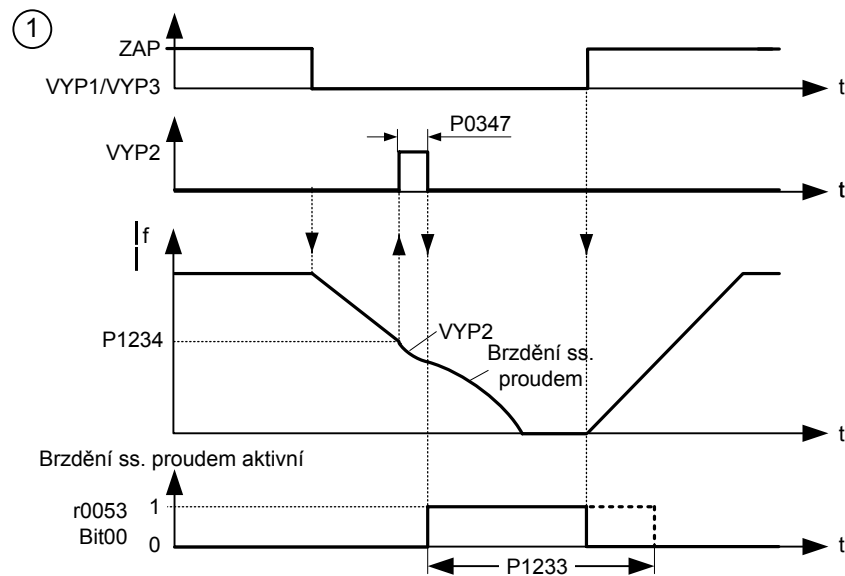 1
ZAP
VYP1/VYP3
t
P0347
VYP2
t
|f|
P1234
VYP2
Brzdění ss.
proudem
t
Brzdění ss. proudem aktivní
r0053 1
Bit00 0
t
P1233